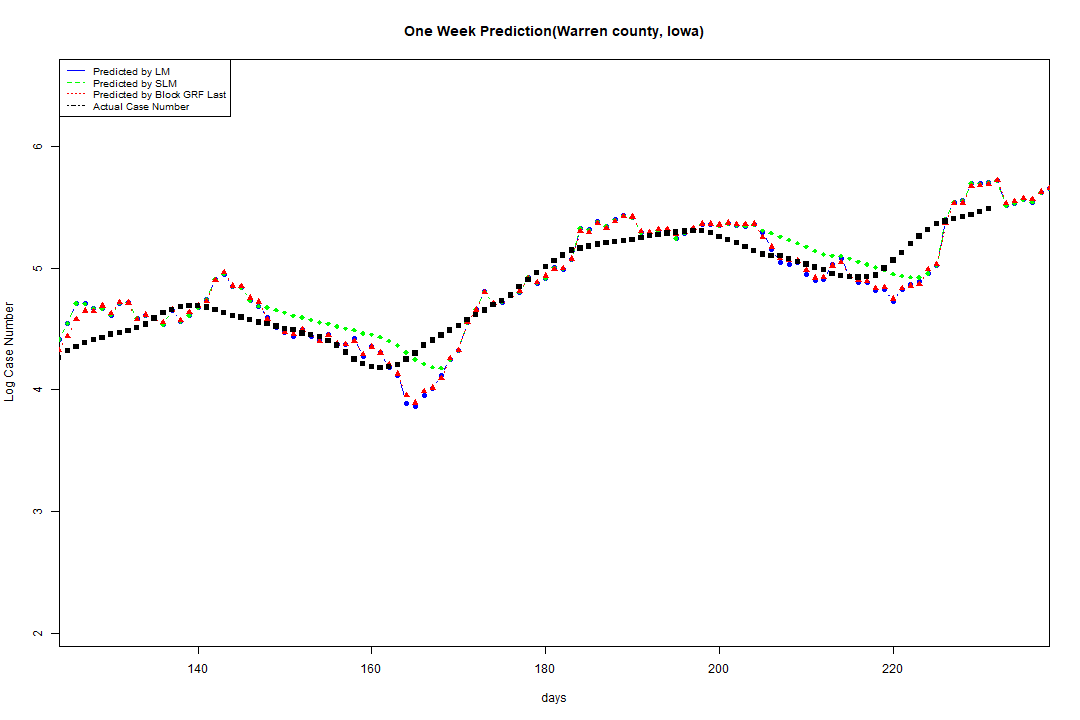 One Week Prediction(Warren county, Iowa)
Predicted by LM
Predicted by SLM
Predicted by Block GRF Last
Actual Case Number
6
5
4
3
2
Log Case Number
140 160 180 200 220
days